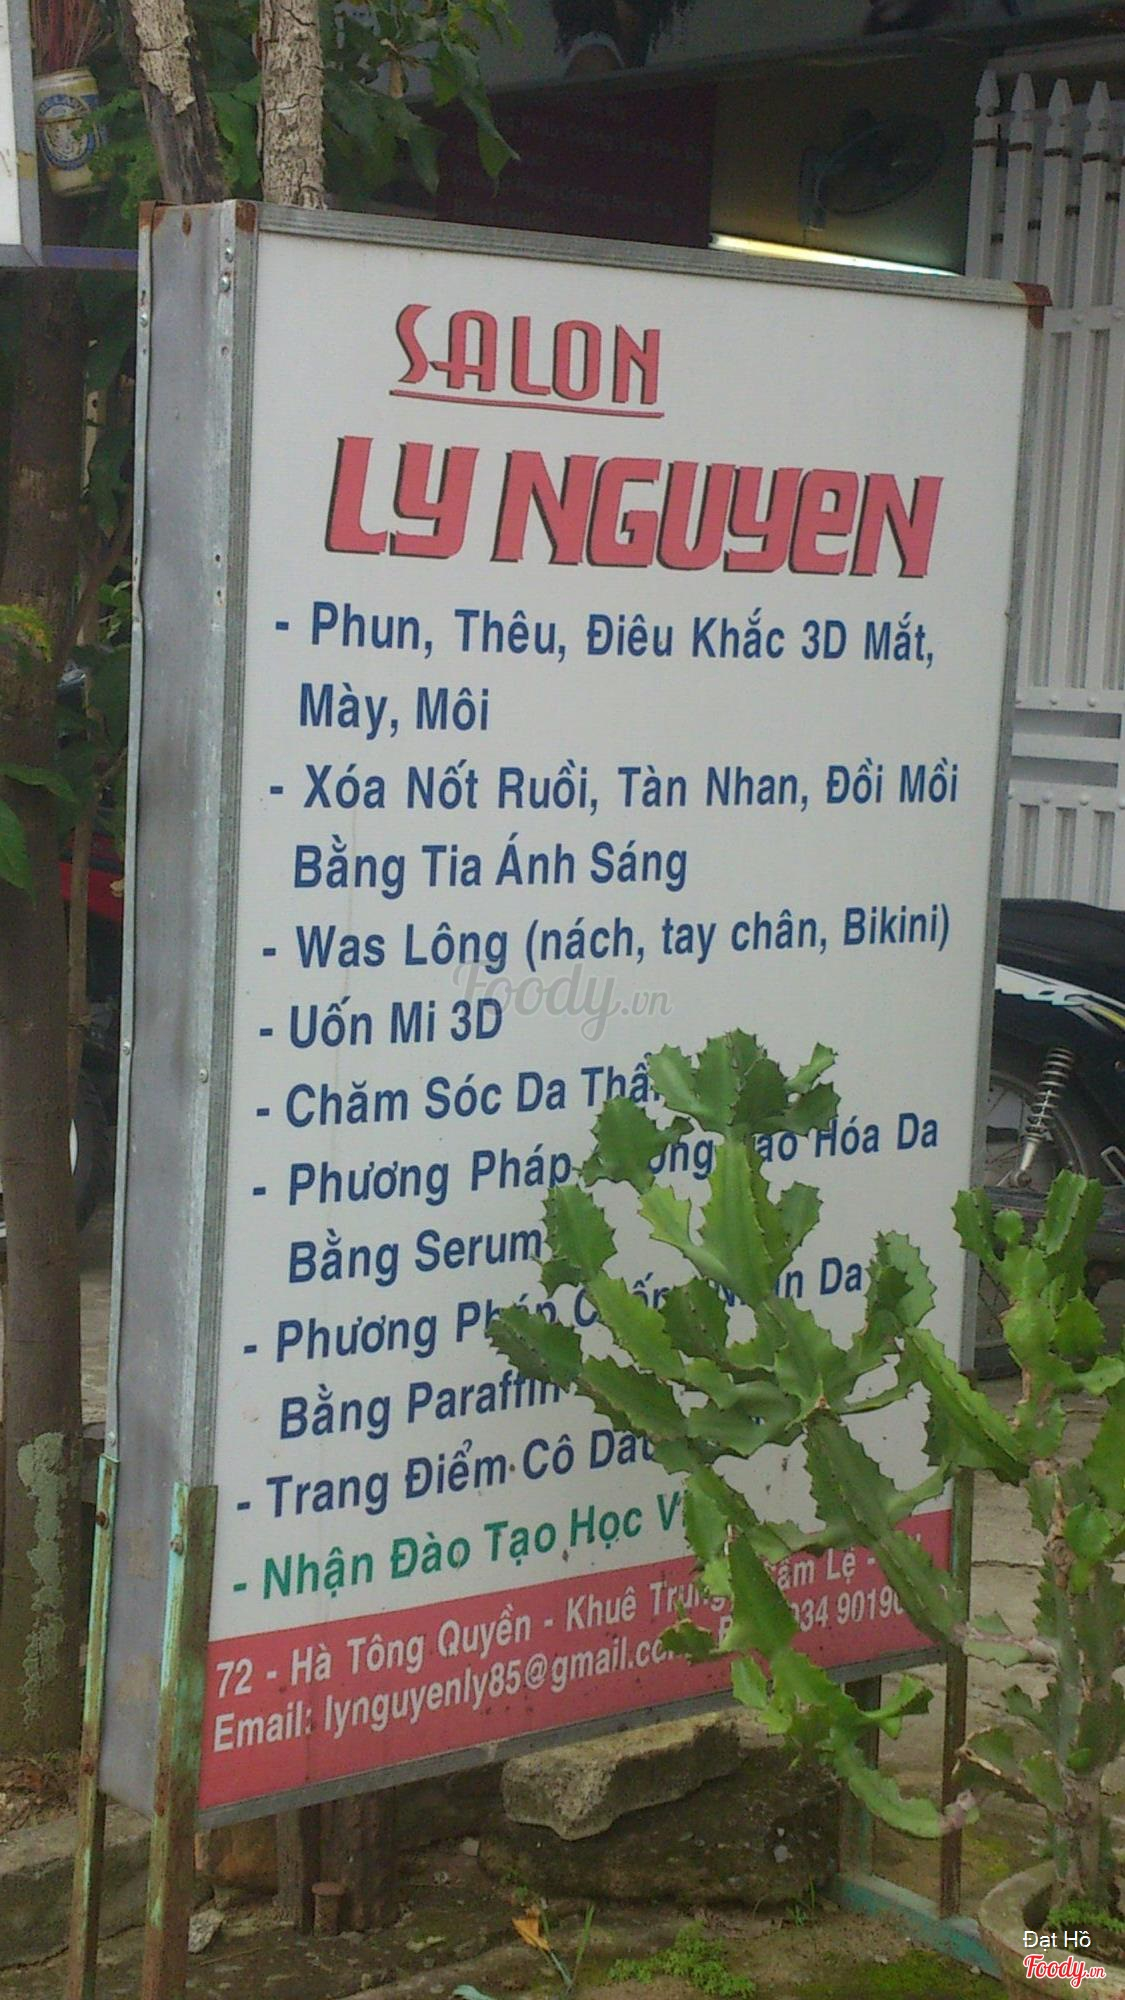 SALON
LY NGUYEN
- Phun, Thêu, Điêu Khắc 3D Mắt,
Mày, Môi
- Xóa Nốt Ruồi, Tàn Nhan, Đồi Mồi
Bằng Tia Ánh Sáng
- Was Lông (nách, tay chân, Bikini)
Foody.vn
- Uốn Mi 3D
- Chăm Sóc Da
- Phương Pháp Hóa Da
Bằng Serum
- Phương Da
Bằng Paraffin
- Trang Điểm Cô Dâu
- Nhận Đào Tạo Học
72 - Hà Tông Quyền - Khuê Trung
Email: lynguyenly85@gmail.com
Đạt Hồ
Foody.vn